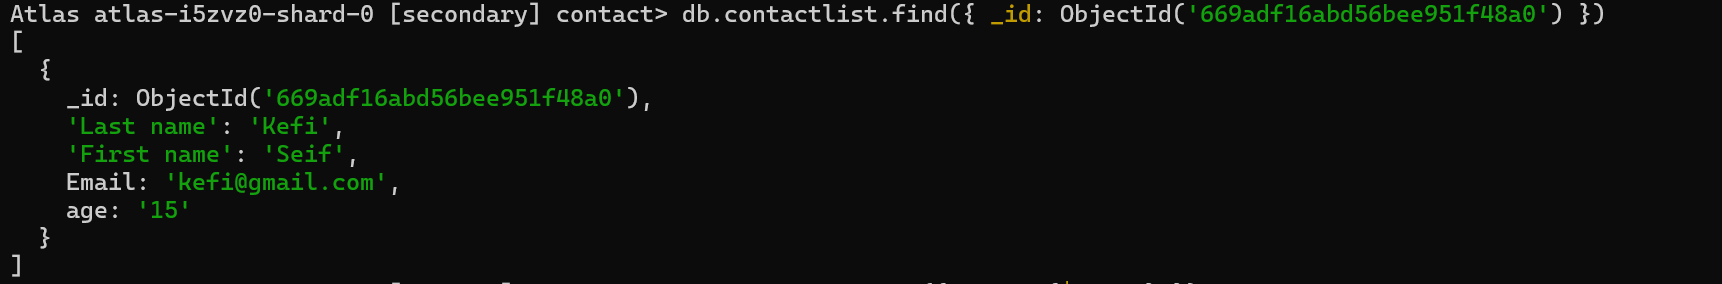 Atlas atlas-i5zvz0-shard-0 [secondary] contact> db.contactlist.find({ _id: ObjectId('669adf16abd56bee951f48a0') })
[
  {
    _id: ObjectId('669adf16abd56bee951f48a0'),
    'Last name': 'Kefi',
    'First name': 'Seif',
    Email: 'kefi@gmail.com',
    age: '15'
  }
]